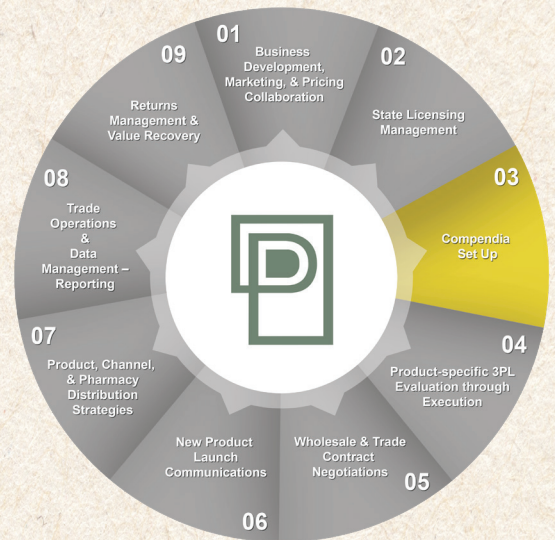 01
Business
Development,
Marketing, & Pricing
Collaboration
02
State Licensing
Management
03
Compendia
Set Up
04
Product-specific 3PL
Evaluation through
Execution
05
Wholesale & Trade
Contract
Negotiations
06
New Product
Launch
Communications
07
Product, Channel,
& Pharmacy
Distribution
Strategies
08
Trade
Operations
&
Data
Management –
Reporting
09
Returns
Management &
Value Recovery